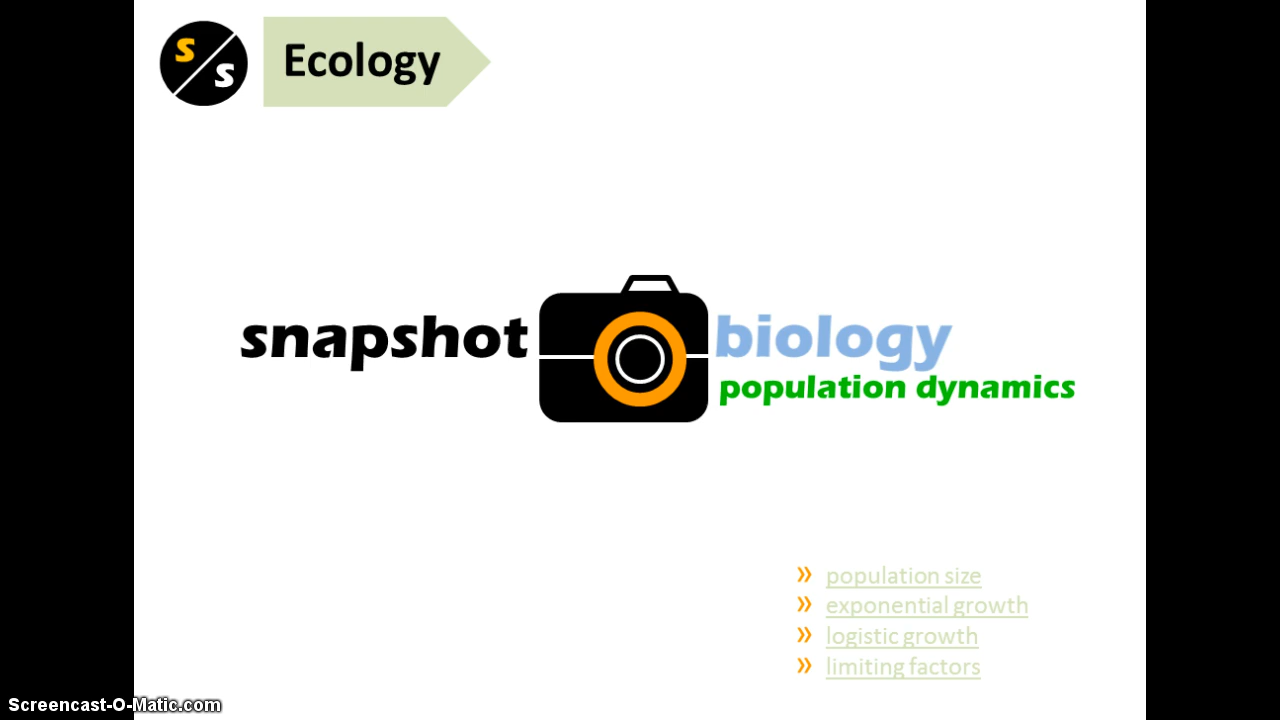 S
S
Ecology
snapshot biology
population dynamics
» population size
» exponential growth
» logistic growth
» limiting factors
Screencast-O-Matic.com